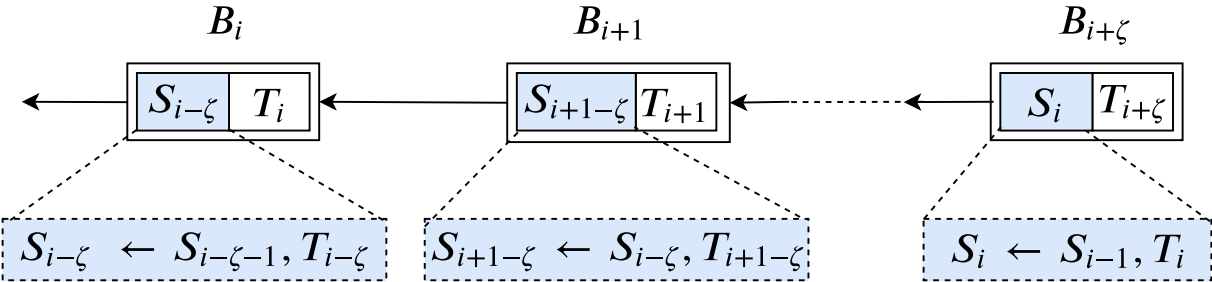 B_i B_{i+1} B_{i+ζ}
S_{i−ζ} T_i S_{i+1−ζ} T_{i+1} S_i T_{i+ζ}
S_{i−ζ} ← S_{i−ζ−1}, T_{i−ζ} S_{i+1−ζ} ← S_{i−ζ}, T_{i+1−ζ} S_i ← S_{i−1}, T_i